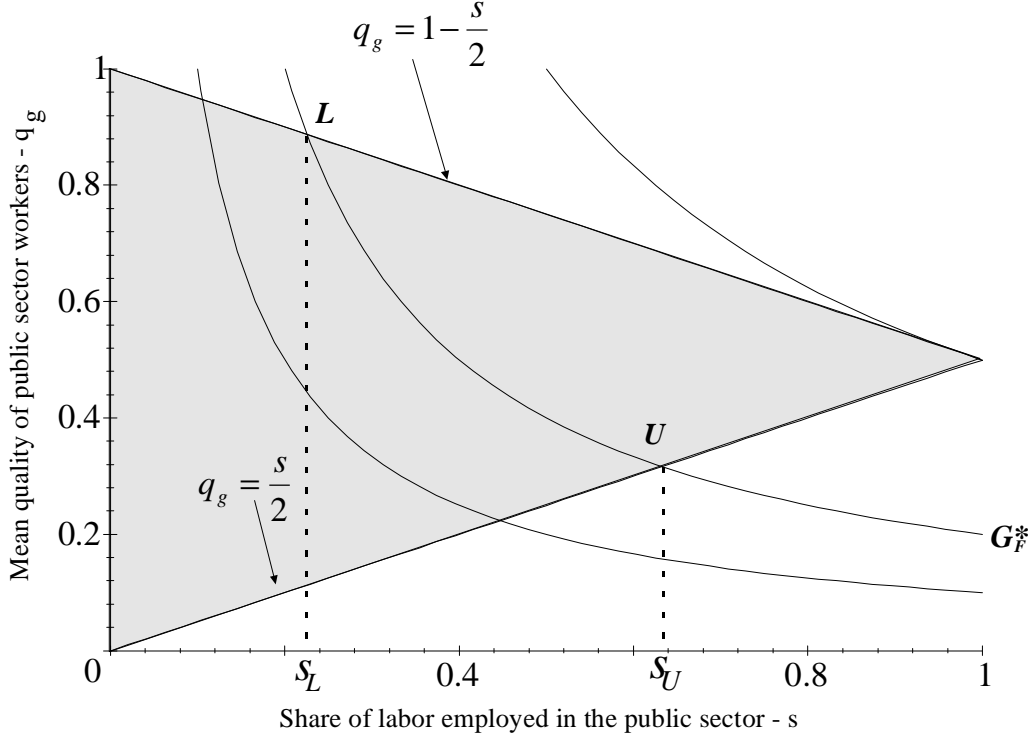 q_g = 1 - s/2
1
L
0.8
0.6
U
0.4
q_g = s/2
0.2
G_F*
0
S_L
0.4
S_U
0.8
1
Mean quality of public sector workers - q_g
Share of labor employed in the public sector - s